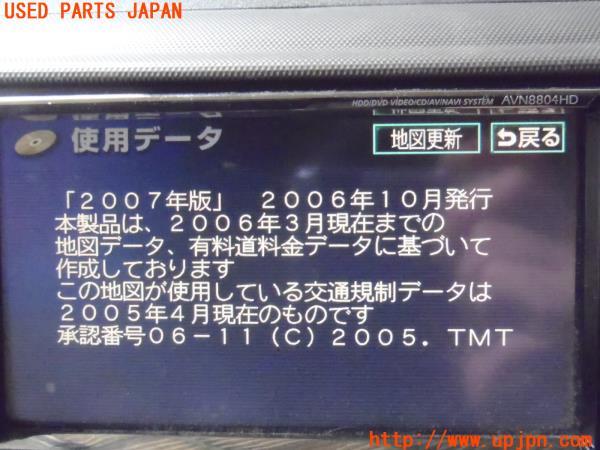 USED PARTS JAPAN
HDD/DVD VIDEO/CD/AV/NAVI SYSTEM AVN8804HD
使用データ
地図更新
戻る
「2007年版」 2006年10月発行
本製品は、2006年3月現在までの
地図データ、有料道料金データに基づいて
作成しております
この地図が使用している交通規制データは
2005年4月現在のものです
承認番号06-11(C)2005. TMT
http://www.upjpn.com/